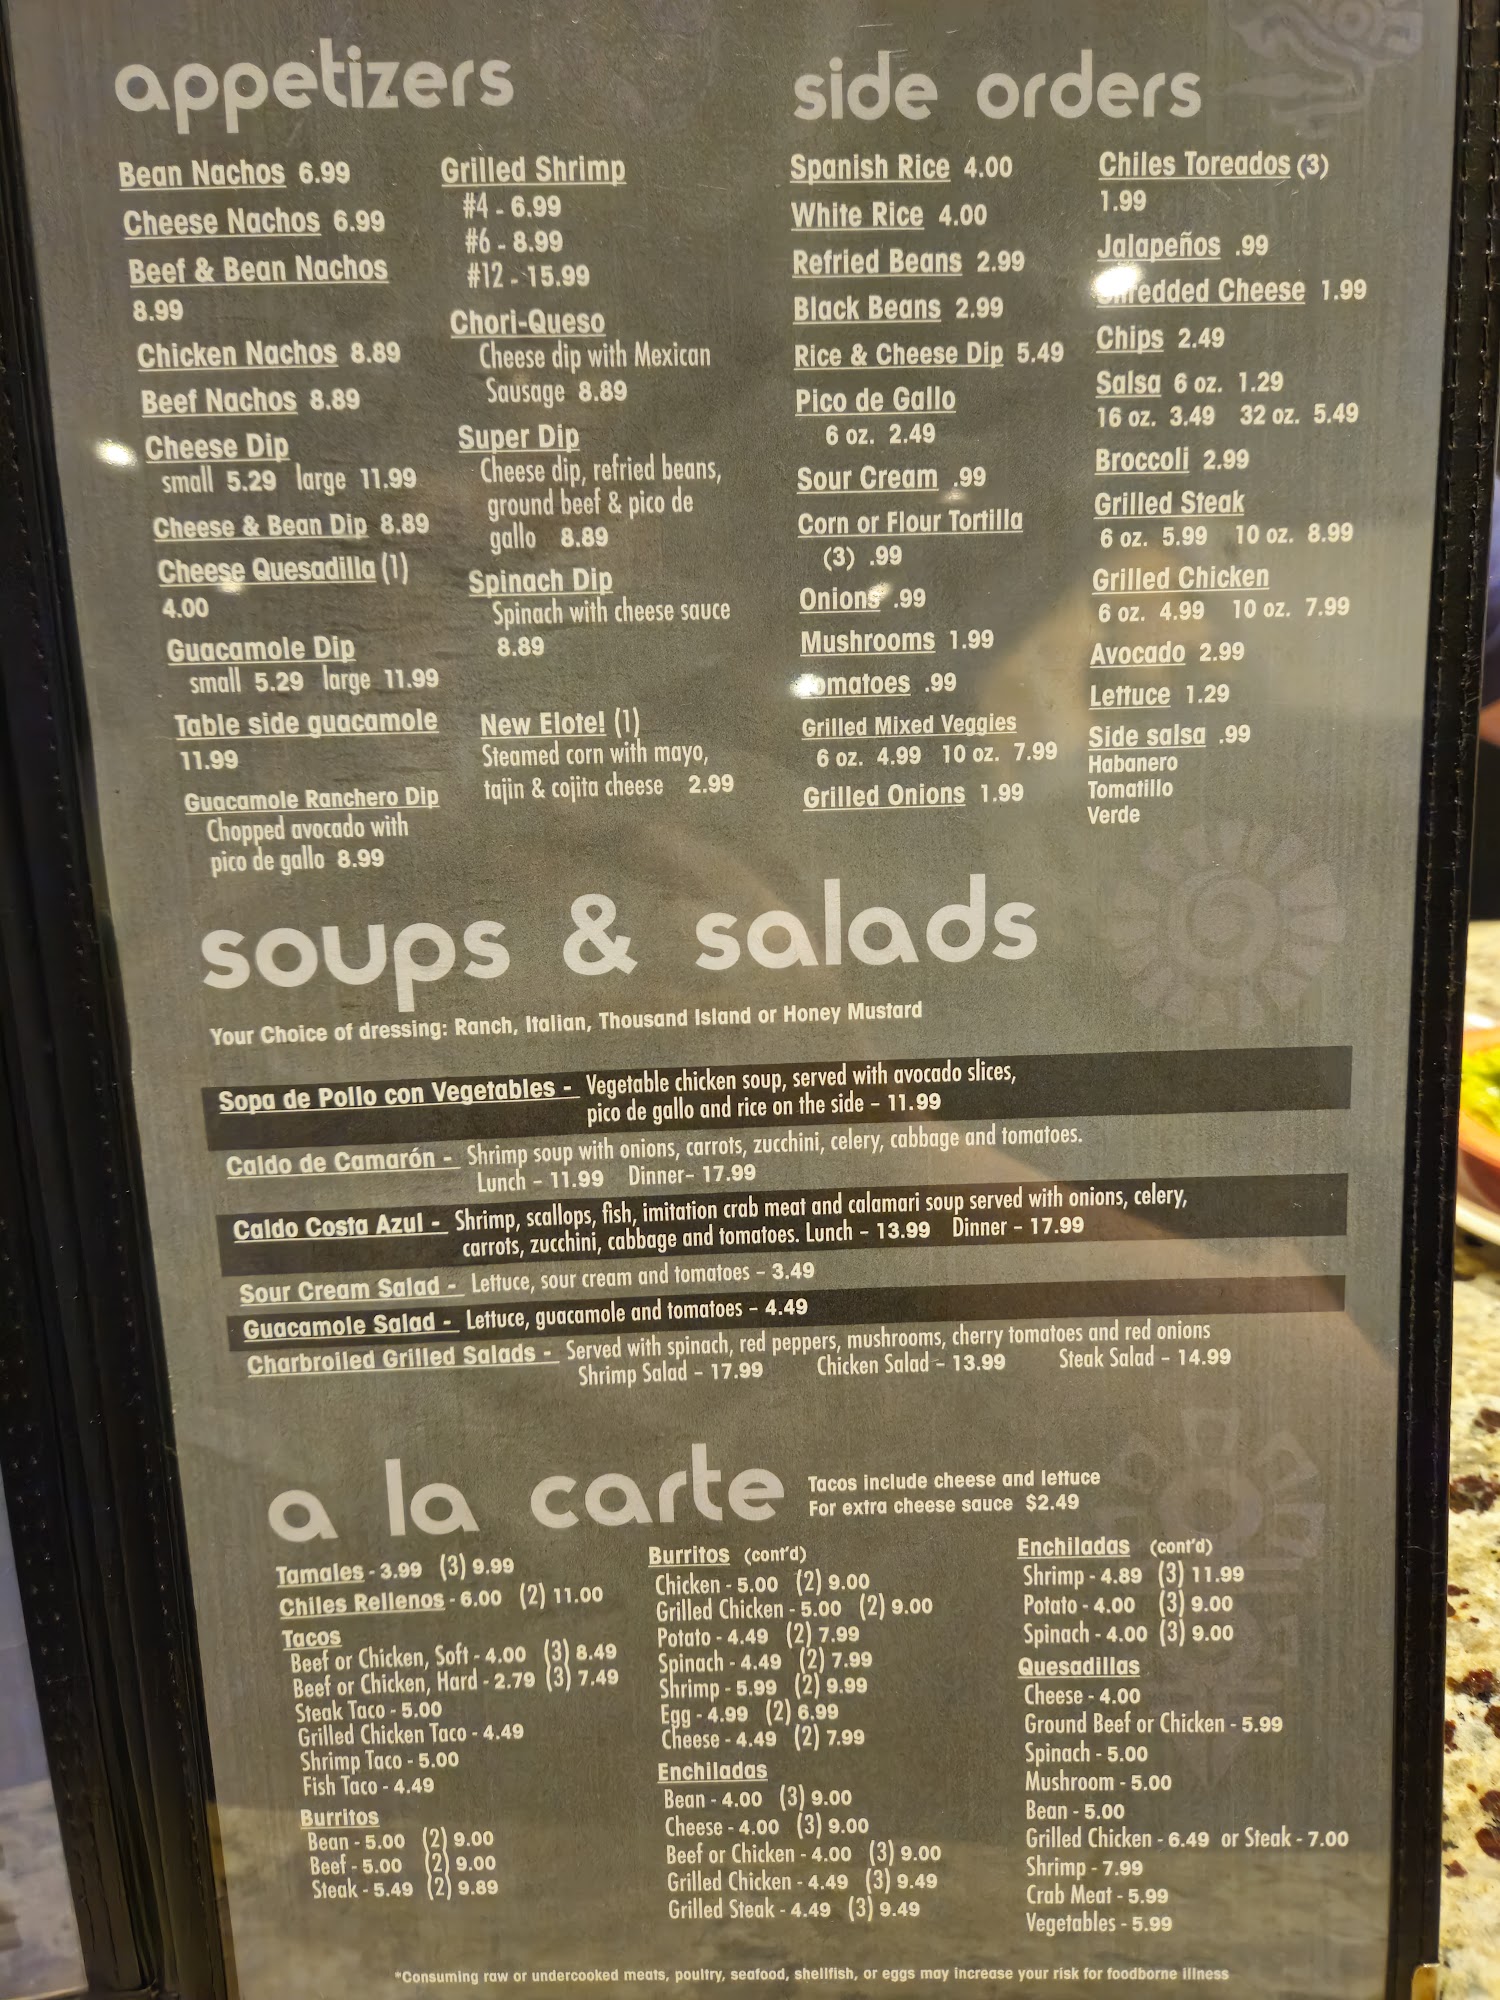 appetizers
Bean Nachos 6.99
Cheese Nachos 6.99
Beef & Bean Nachos
8.99
Chicken Nachos 8.89
Beef Nachos 8.89
Cheese Dip
small 5.29 large 11.99
Cheese & Bean Dip 8.89
Cheese Quesadilla (1)
4.00
Guacamole Dip
small 5.29 large 11.99
Table side guacamole
11.99
Guacamole Ranchero Dip
Chopped avocado with
pico de gallo 8.99
Grilled Shrimp
#4 - 6.99
#6 - 8.99
#12 - 15.99
Chori-Queso
Cheese dip with Mexican
Sausage 8.89
Super Dip
Cheese dip, refried beans,
ground beef & pico de
gallo 8.89
Spinach Dip
Spinach with cheese sauce
8.89
New Elote! (1)
Steamed corn with mayo,
tajin & cojita cheese 2.99
side orders
Spanish Rice 4.00
White Rice 4.00
Refried Beans 2.99
Black Beans 2.99
Rice & Cheese Dip 5.49
Pico de Gallo
6 oz. 2.49
Sour Cream .99
Corn or Flour Tortilla
(3) .99
Onions .99
Mushrooms 1.99
Tomatoes .99
Grilled Mixed Veggies
6 oz. 4.99 10 oz. 7.99
Grilled Onions 1.99
Chiles Toreados (3)
1.99
Jalapeños .99
Shredded Cheese 1.99
Chips 2.49
Salsa 6 oz. 1.29
16 oz. 3.49 32 oz. 5.49
Broccoli 2.99
Grilled Steak
6 oz. 5.99 10 oz. 8.99
Grilled Chicken
6 oz. 4.99 10 oz. 7.99
Avocado 2.99
Lettuce 1.29
Side salsa .99
Habanero
Tomatillo
Verde
soups & salads
Your Choice of dressing: Ranch, Italian, Thousand Island or Honey Mustard
Sopa de Pollo con Vegetables - Vegetable chicken soup, served with avocado slices,
pico de gallo and rice on the side – 11.99
Caldo de Camarón - Shrimp soup with onions, carrots, zucchini, celery, cabbage and tomatoes.
Lunch – 11.99 Dinner– 17.99
Caldo Costa Azul - Shrimp, scallops, fish, imitation crab meat and calamari soup served with onions, celery,
carrots, zucchini, cabbage and tomatoes. Lunch – 13.99 Dinner – 17.99
Sour Cream Salad - Lettuce, sour cream and tomatoes – 3.49
Guacamole Salad - Lettuce, guacamole and tomatoes – 4.49
Charbroiled Grilled Salads - Served with spinach, red peppers, mushrooms, cherry tomatoes and red onions
Shrimp Salad – 17.99 Chicken Salad – 13.99 Steak Salad – 14.99
a la carte
Tacos include cheese and lettuce
For extra cheese sauce $2.49
Tamales - 3.99 (3) 9.99
Chiles Rellenos - 6.00 (2) 11.00
Tacos
Beef or Chicken, Soft - 4.00 (3) 8.49
Beef or Chicken, Hard - 2.79 (3) 7.49
Steak Taco - 5.00
Grilled Chicken Taco - 4.49
Shrimp Taco - 5.00
Fish Taco - 4.49
Burritos
Bean - 5.00 (2) 9.00
Beef - 5.00 (2) 9.00
Steak - 5.49 (2) 9.89
Burritos (cont'd)
Chicken - 5.00 (2) 9.00
Grilled Chicken - 5.00 (2) 9.00
Potato - 4.49 (2) 7.99
Spinach - 4.49 (2) 7.99
Shrimp - 5.99 (2) 9.99
Egg - 4.99 (2) 6.99
Cheese - 4.49 (2) 7.99
Enchiladas
Bean - 4.00 (3) 9.00
Cheese - 4.00 (3) 9.00
Beef or Chicken - 4.00 (3) 9.00
Grilled Chicken - 4.49 (3) 9.49
Grilled Steak - 4.49 (3) 9.49
Enchiladas (cont'd)
Shrimp - 4.89 (3) 11.99
Potato - 4.00 (3) 9.00
Spinach - 4.00 (3) 9.00
Quesadillas
Cheese - 4.00
Ground Beef or Chicken - 5.99
Spinach - 5.00
Mushroom - 5.00
Bean - 5.00
Grilled Chicken - 6.49 or Steak - 7.00
Shrimp - 7.99
Crab Meat - 5.99
Vegetables - 5.99
*Consuming raw or undercooked meats, poultry, seafood, shellfish, or eggs may increase your risk for foodborne illness